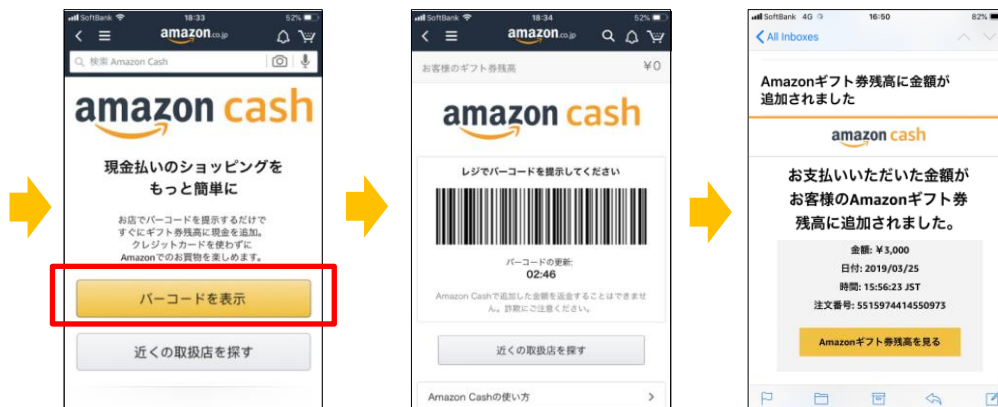 SoftBank 18:33 52%
amazon.co.jp
検索 Amazon Cash
amazon cash
現金払いのショッピングを
もっと簡単に
お店でバーコードを提示するだけで
すぐにギフト券残高に現金を追加。
クレジットカードを使わずに
Amazonでのお買物を楽しめます。
バーコードを表示
近くの取扱店を探す
SoftBank 18:34 52%
amazon.co.jp
お客様のギフト券残高 ¥0
amazon cash
レジでバーコードを提示してください
バーコードの更新:
02:46
Amazon Cashで追加した金額を返金することはできませ
ん。詐欺にご注意ください。
近くの取扱店を探す
Amazon Cashの使い方
SoftBank 4G 16:50 82%
All Inboxes
Amazonギフト券残高に金額が
追加されました
amazon cash
お支払いいただいた金額が
お客様のAmazonギフト券
残高に追加されました。
金額: ¥3,000
日付: 2019/03/25
時間: 15:56:23 JST
注文番号: 5515974414550973
Amazonギフト券残高を見る